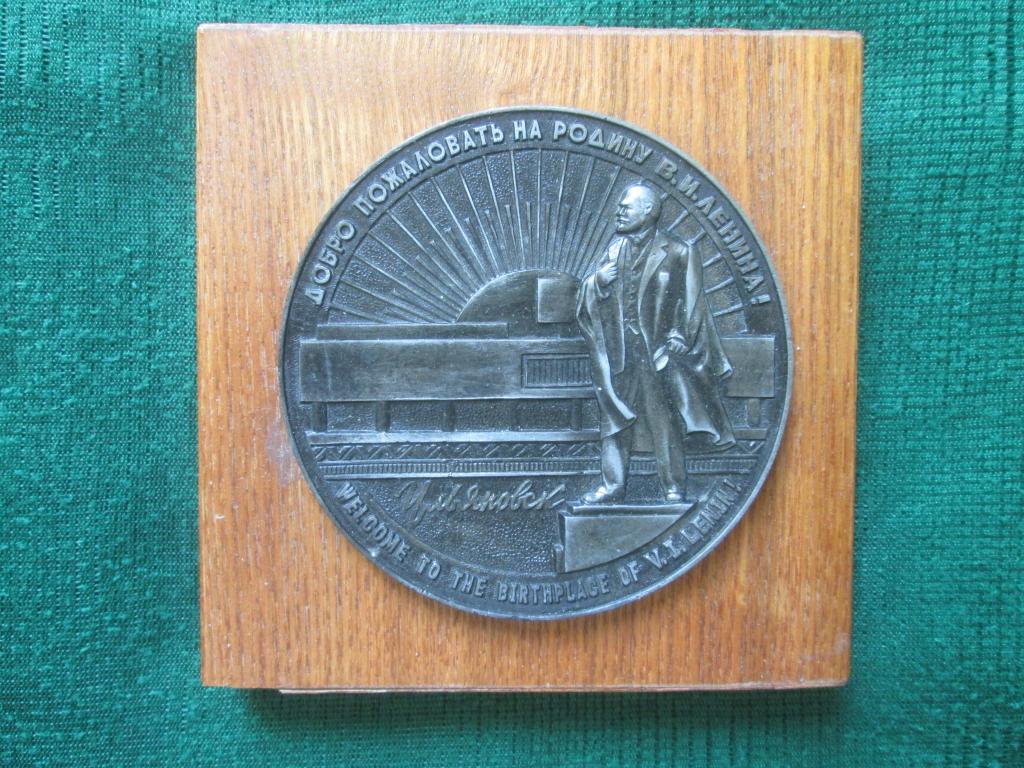 ДОБРО ПОЖАЛОВАТЬ НА РОДИНУ В.И.ЛЕНИНА!
Ульяновск
WELCOME TO THE BIRTHPLACE OF V.I.LENIN!